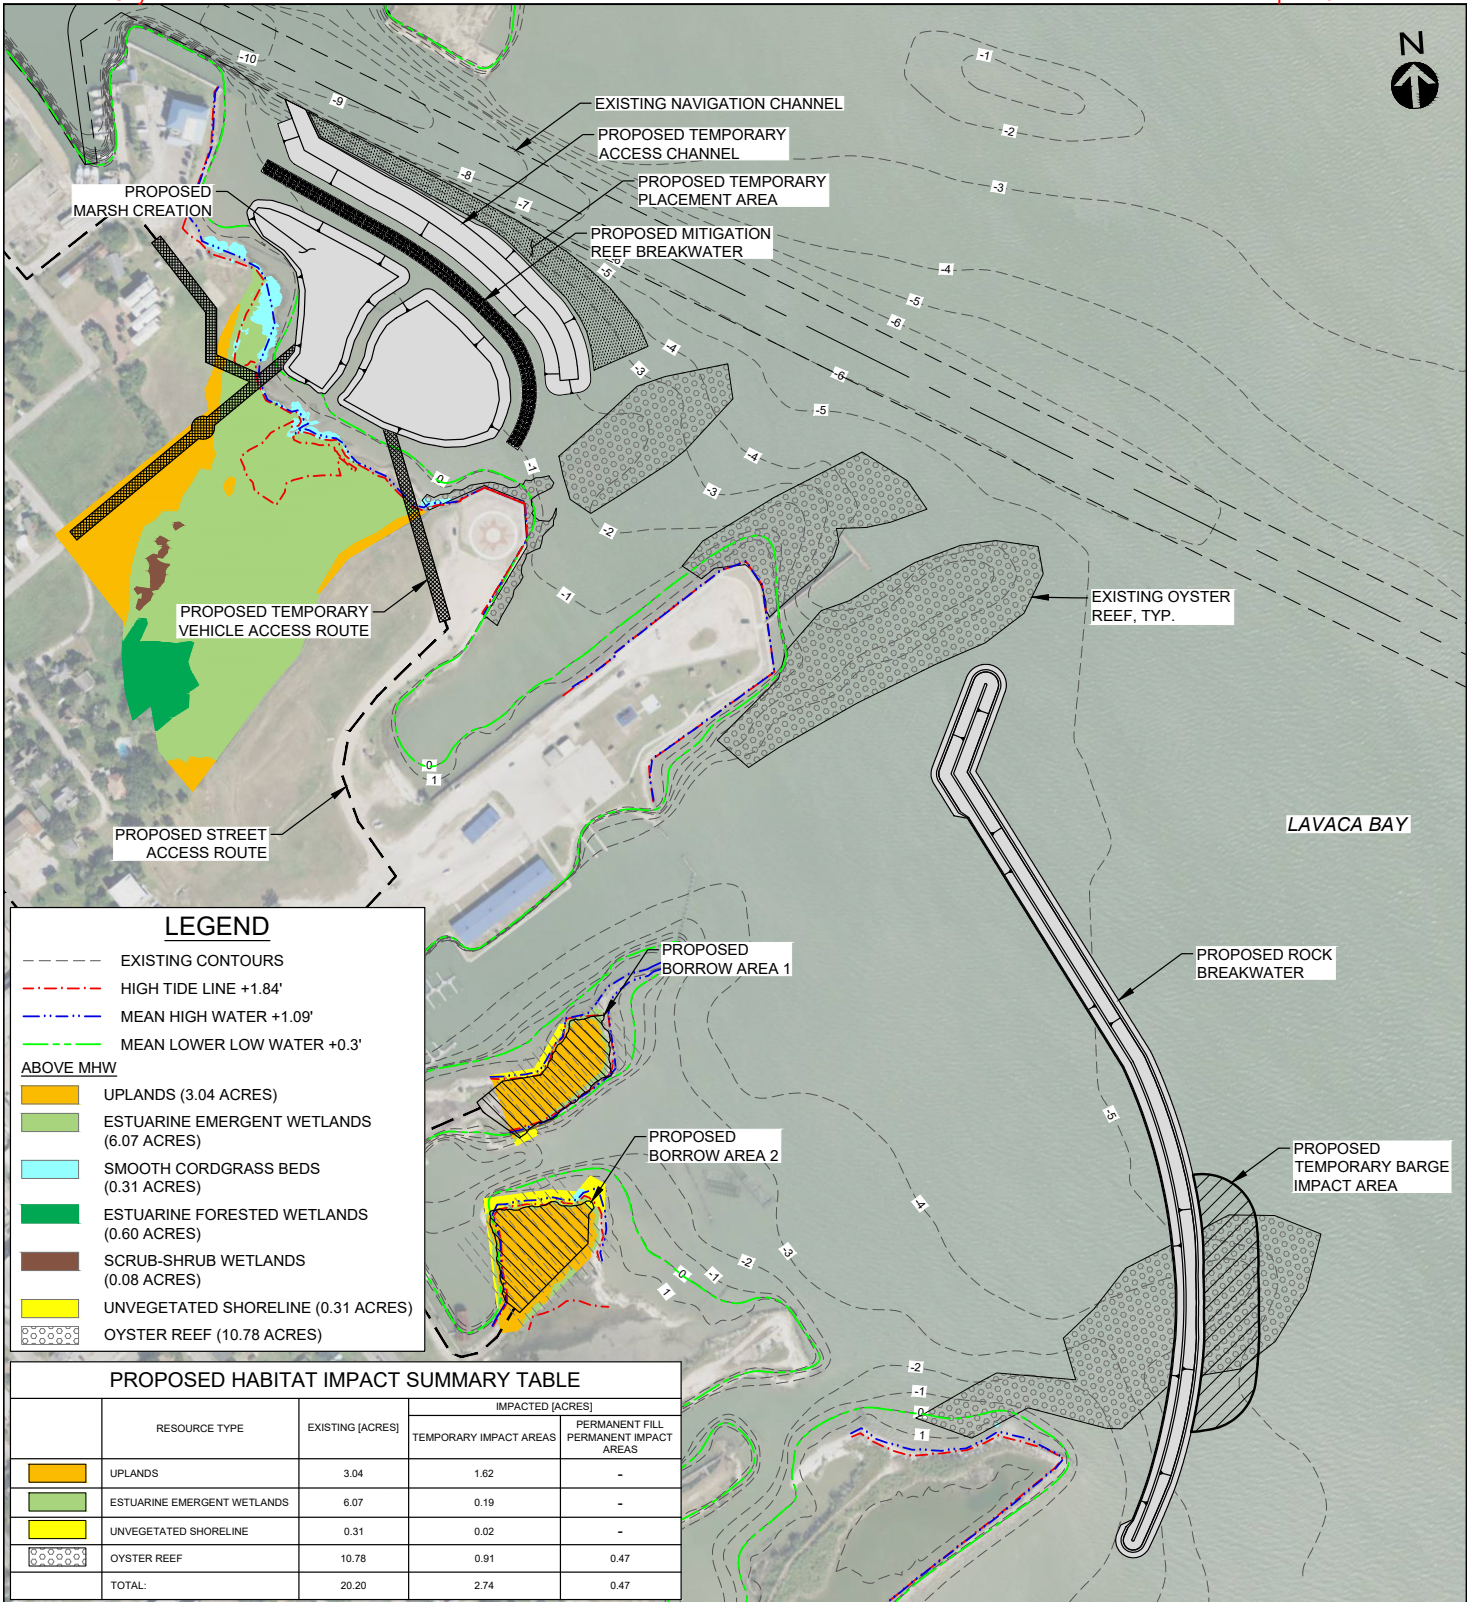 N
-10
-9
-8
-7
-6
-5
-1
-2
-3
-4
-5
-6
EXISTING NAVIGATION CHANNEL
PROPOSED TEMPORARY
ACCESS CHANNEL
PROPOSED TEMPORARY
PLACEMENT AREA
PROPOSED MITIGATION
REEF BREAKWATER
PROPOSED
MARSH CREATION
-4
-3
-6
-5
-4
-3
-2
-1
-1
0
PROPOSED TEMPORARY
VEHICLE ACCESS ROUTE
EXISTING OYSTER
REEF, TYP.
0
1
PROPOSED STREET
ACCESS ROUTE
LAVACA BAY
PROPOSED
BORROW AREA 1
PROPOSED ROCK
BREAKWATER
-5
PROPOSED
BORROW AREA 2
PROPOSED
TEMPORARY BARGE
IMPACT AREA
-4
-3
-2
-1
0
1
-2
-1
0
1
LEGEND
EXISTING CONTOURS
HIGH TIDE LINE +1.84'
MEAN HIGH WATER +1.09'
MEAN LOWER LOW WATER +0.3'
ABOVE MHW
UPLANDS (3.04 ACRES)
ESTUARINE EMERGENT WETLANDS
(6.07 ACRES)
SMOOTH CORDGRASS BEDS
(0.31 ACRES)
ESTUARINE FORESTED WETLANDS
(0.60 ACRES)
SCRUB-SHRUB WETLANDS
(0.08 ACRES)
UNVEGETATED SHORELINE (0.31 ACRES)
OYSTER REEF (10.78 ACRES)
PROPOSED HABITAT IMPACT SUMMARY TABLE
RESOURCE TYPE EXISTING [ACRES] IMPACTED [ACRES]
TEMPORARY IMPACT AREAS PERMANENT FILL
PERMANENT IMPACT
AREAS
UPLANDS 3.04 1.62 -
ESTUARINE EMERGENT WETLANDS 6.07 0.19 -
UNVEGETATED SHORELINE 0.31 0.02 -
OYSTER REEF 10.78 0.91 0.47
TOTAL: 20.20 2.74 0.47